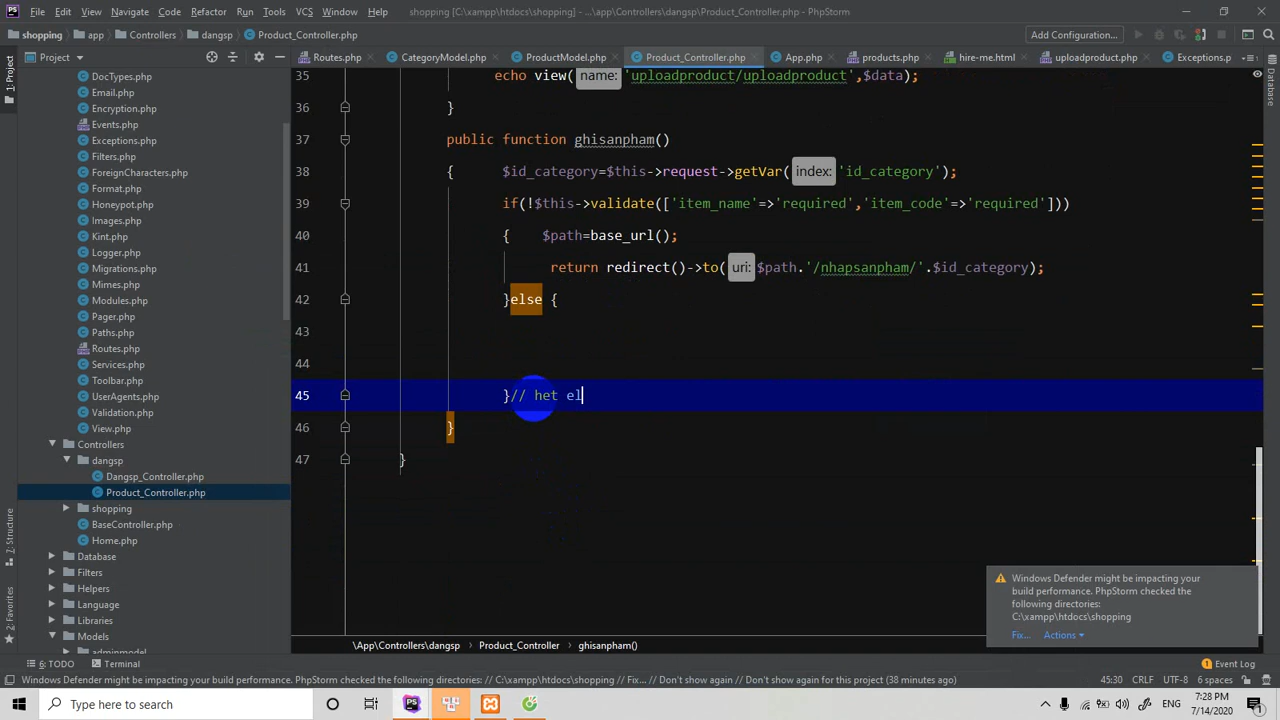 File Edit View Navigate Code Refactor Run Tools VCS Window Help shopping [C:\xampp\htdocs\shopping] - ...\app\Controllers\dangsp\Product_Controller.php - PhpStorm
shopping app Controllers dangsp Product_Controller.php Add Configuration...
Project Routes.php CategoryModel.php ProductModel.php Product_Controller.php App.php products.php hire-me.html uploadproduct.php Exceptions.p
1: Project
7: Structure
2: Favorites
Database
DocTypes.php
Email.php
Encryption.php
Events.php
Exceptions.php
Filters.php
ForeignCharacters.php
Format.php
Honeypot.php
Images.php
Kint.php
Logger.php
Migrations.php
Mimes.php
Modules.php
Pager.php
Paths.php
Routes.php
Services.php
Toolbar.php
UserAgents.php
Validation.php
View.php
Controllers
dangsp
Dangsp_Controller.php
Product_Controller.php
shopping
BaseController.php
Home.php
Database
Filters
Helpers
Language
Libraries
Models
adminmodel
35 echo view( name: 'uploadproduct/uploadproduct',$data);
36 }
37 public function ghisanpham()
38 { $id_category=$this->request->getVar( index: 'id_category');
39 if(!$this->validate(['item_name'=>'required','item_code'=>'required']))
40 { $path=base_url();
41 return redirect()->to( uri: $path.'/nhapsanpham/'.$id_category);
42 }else {
43
44
45 }// het el
46 }
47 }
Windows Defender might be impacting your
build performance. PhpStorm checked the
following directories:
C:\xampp\htdocs\shopping
Fix... Actions
\App\Controllers\dangsp Product_Controller ghisanpham()
6: TODO Terminal 1 Event Log
Windows Defender might be impacting your build performance. PhpStorm checked the following directories: // C:\xampp\htdocs\shopping // Fix... // Don't show again // Don't show again for this project (38 minutes ago) 45:30 CRLF UTF-8 6 spaces
Type here to search
ENG 7:28 PM
7/14/2020